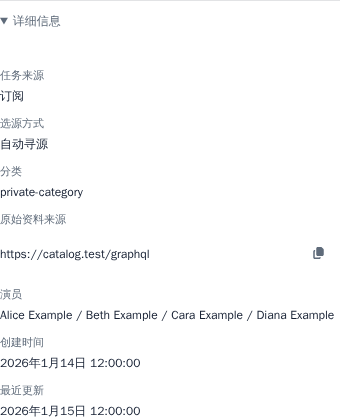 详细信息
任务来源
订阅
选源方式
自动寻源
分类
private-category
原始资料来源
https://catalog.test/graphql
演员
Alice Example / Beth Example / Cara Example / Diana Example
创建时间
2026年1月14日 12:00:00
最近更新
2026年1月15日 12:00:00